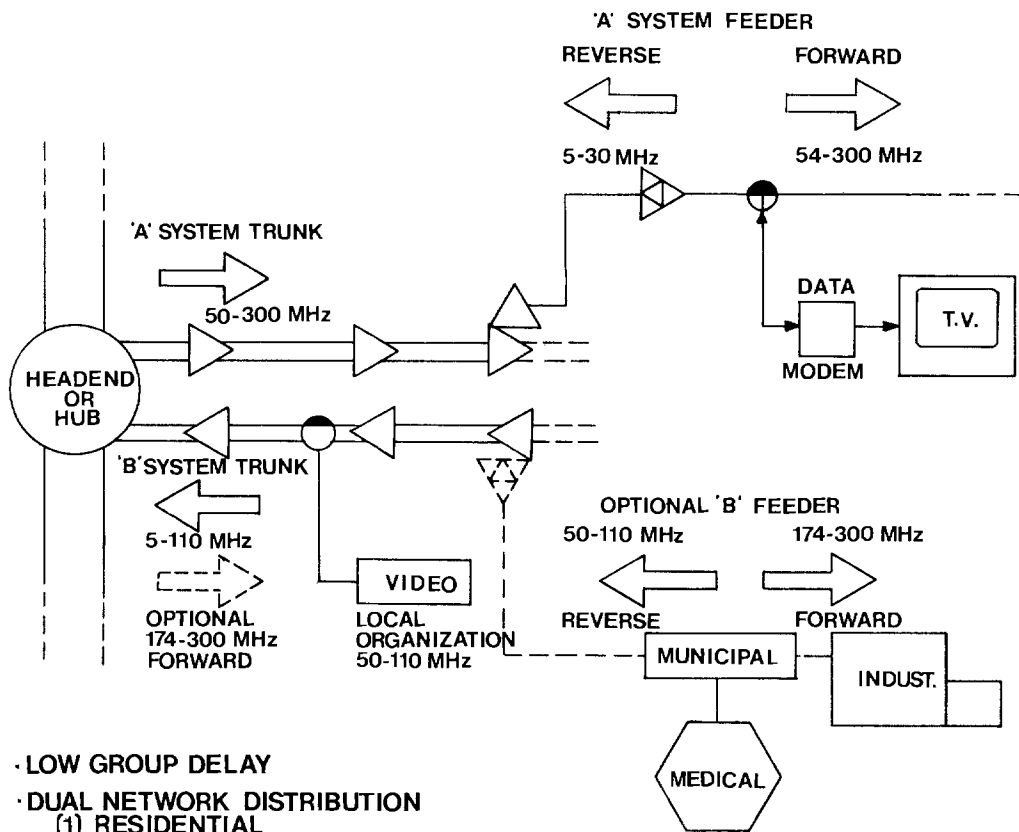 'A' SYSTEM FEEDER
REVERSE
FORWARD
5-30 MHz
54-300 MHz
'A' SYSTEM TRUNK
50-300 MHz
DATA
MODEM
T.V.
HEADEND
OR
HUB
'B' SYSTEM TRUNK
5-110 MHz
OPTIONAL
174-300 MHz
FORWARD
VIDEO
LOCAL
ORGANIZATION
50-110 MHz
OPTIONAL 'B' FEEDER
50-110 MHz
174-300 MHz
REVERSE
FORWARD
MUNICIPAL
INDUST.
MEDICAL
· LOW GROUP DELAY
· DUAL NETWORK DISTRIBUTION
(1) RESIDENTIAL